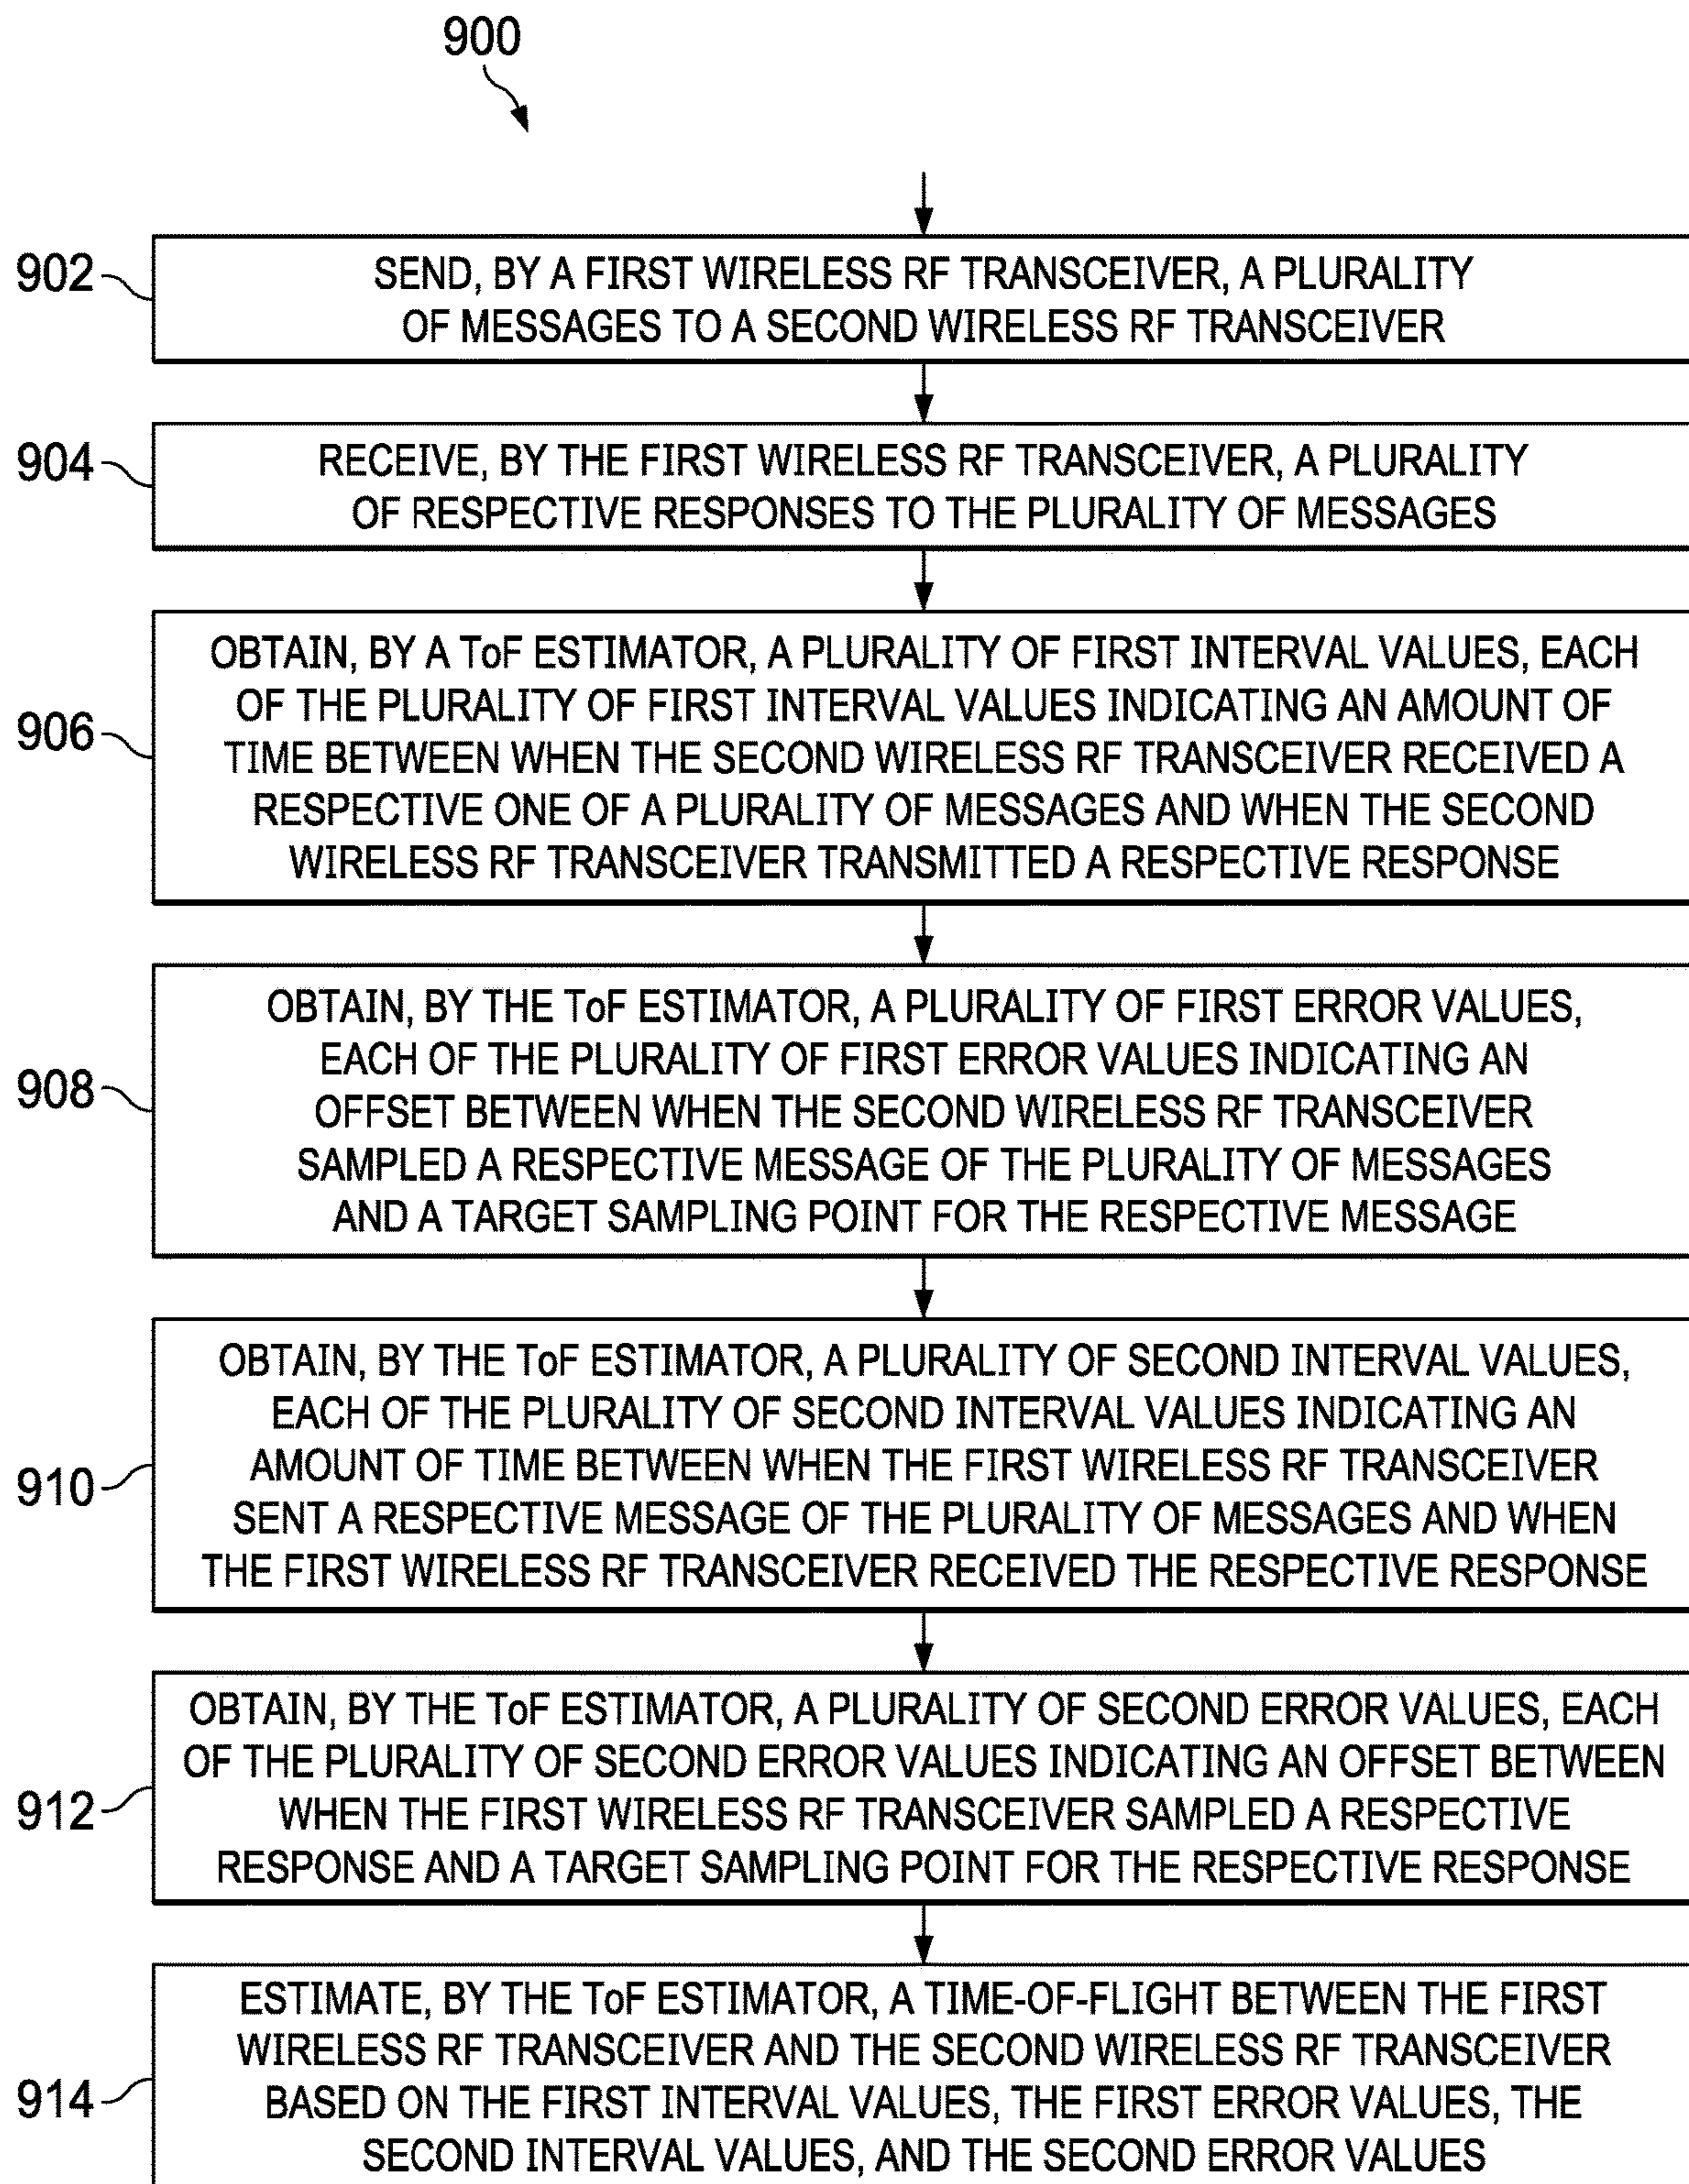 900
902
SEND, BY A FIRST WIRELESS RF TRANSCEIVER, A PLURALITY
OF MESSAGES TO A SECOND WIRELESS RF TRANSCEIVER
904
RECEIVE, BY THE FIRST WIRELESS RF TRANSCEIVER, A PLURALITY
OF RESPECTIVE RESPONSES TO THE PLURALITY OF MESSAGES
906
OBTAIN, BY A ToF ESTIMATOR, A PLURALITY OF FIRST INTERVAL VALUES, EACH
OF THE PLURALITY OF FIRST INTERVAL VALUES INDICATING AN AMOUNT OF
TIME BETWEEN WHEN THE SECOND WIRELESS RF TRANSCEIVER RECEIVED A
RESPECTIVE ONE OF A PLURALITY OF MESSAGES AND WHEN THE SECOND
WIRELESS RF TRANSCEIVER TRANSMITTED A RESPECTIVE RESPONSE
908
OBTAIN, BY THE ToF ESTIMATOR, A PLURALITY OF FIRST ERROR VALUES,
EACH OF THE PLURALITY OF FIRST ERROR VALUES INDICATING AN
OFFSET BETWEEN WHEN THE SECOND WIRELESS RF TRANSCEIVER
SAMPLED A RESPECTIVE MESSAGE OF THE PLURALITY OF MESSAGES
AND A TARGET SAMPLING POINT FOR THE RESPECTIVE MESSAGE
910
OBTAIN, BY THE ToF ESTIMATOR, A PLURALITY OF SECOND INTERVAL VALUES,
EACH OF THE PLURALITY OF SECOND INTERVAL VALUES INDICATING AN
AMOUNT OF TIME BETWEEN WHEN THE FIRST WIRELESS RF TRANSCEIVER
SENT A RESPECTIVE MESSAGE OF THE PLURALITY OF MESSAGES AND WHEN
THE FIRST WIRELESS RF TRANSCEIVER RECEIVED THE RESPECTIVE RESPONSE
912
OBTAIN, BY THE ToF ESTIMATOR, A PLURALITY OF SECOND ERROR VALUES, EACH
OF THE PLURALITY OF SECOND ERROR VALUES INDICATING AN OFFSET BETWEEN
WHEN THE FIRST WIRELESS RF TRANSCEIVER SAMPLED A RESPECTIVE
RESPONSE AND A TARGET SAMPLING POINT FOR THE RESPECTIVE RESPONSE
914
ESTIMATE, BY THE ToF ESTIMATOR, A TIME-OF-FLIGHT BETWEEN THE FIRST
WIRELESS RF TRANSCEIVER AND THE SECOND WIRELESS RF TRANSCEIVER
BASED ON THE FIRST INTERVAL VALUES, THE FIRST ERROR VALUES, THE
SECOND INTERVAL VALUES, AND THE SECOND ERROR VALUES